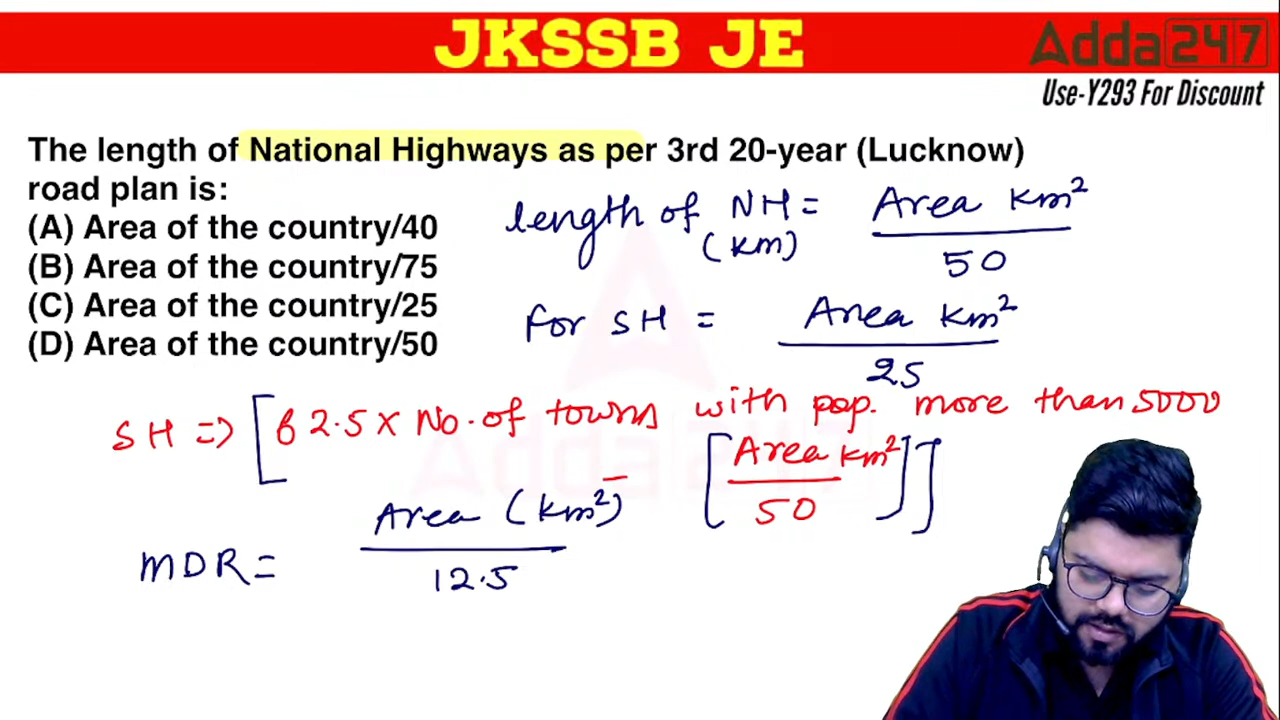 JKSSB JE
Adda247
Use-Y293 For Discount
The length of National Highways as per 3rd 20-year (Lucknow)
road plan is:
(A) Area of the country/40
(B) Area of the country/75
(C) Area of the country/25
(D) Area of the country/50
length of NH = Area Km²
(Km) 50
for SH = Area Km²
25
SH => [62.5 x No. of towns with pop. more than 5000
- [Area Km²
50]]
MDR = Area (Km²)
12.5
Adda247